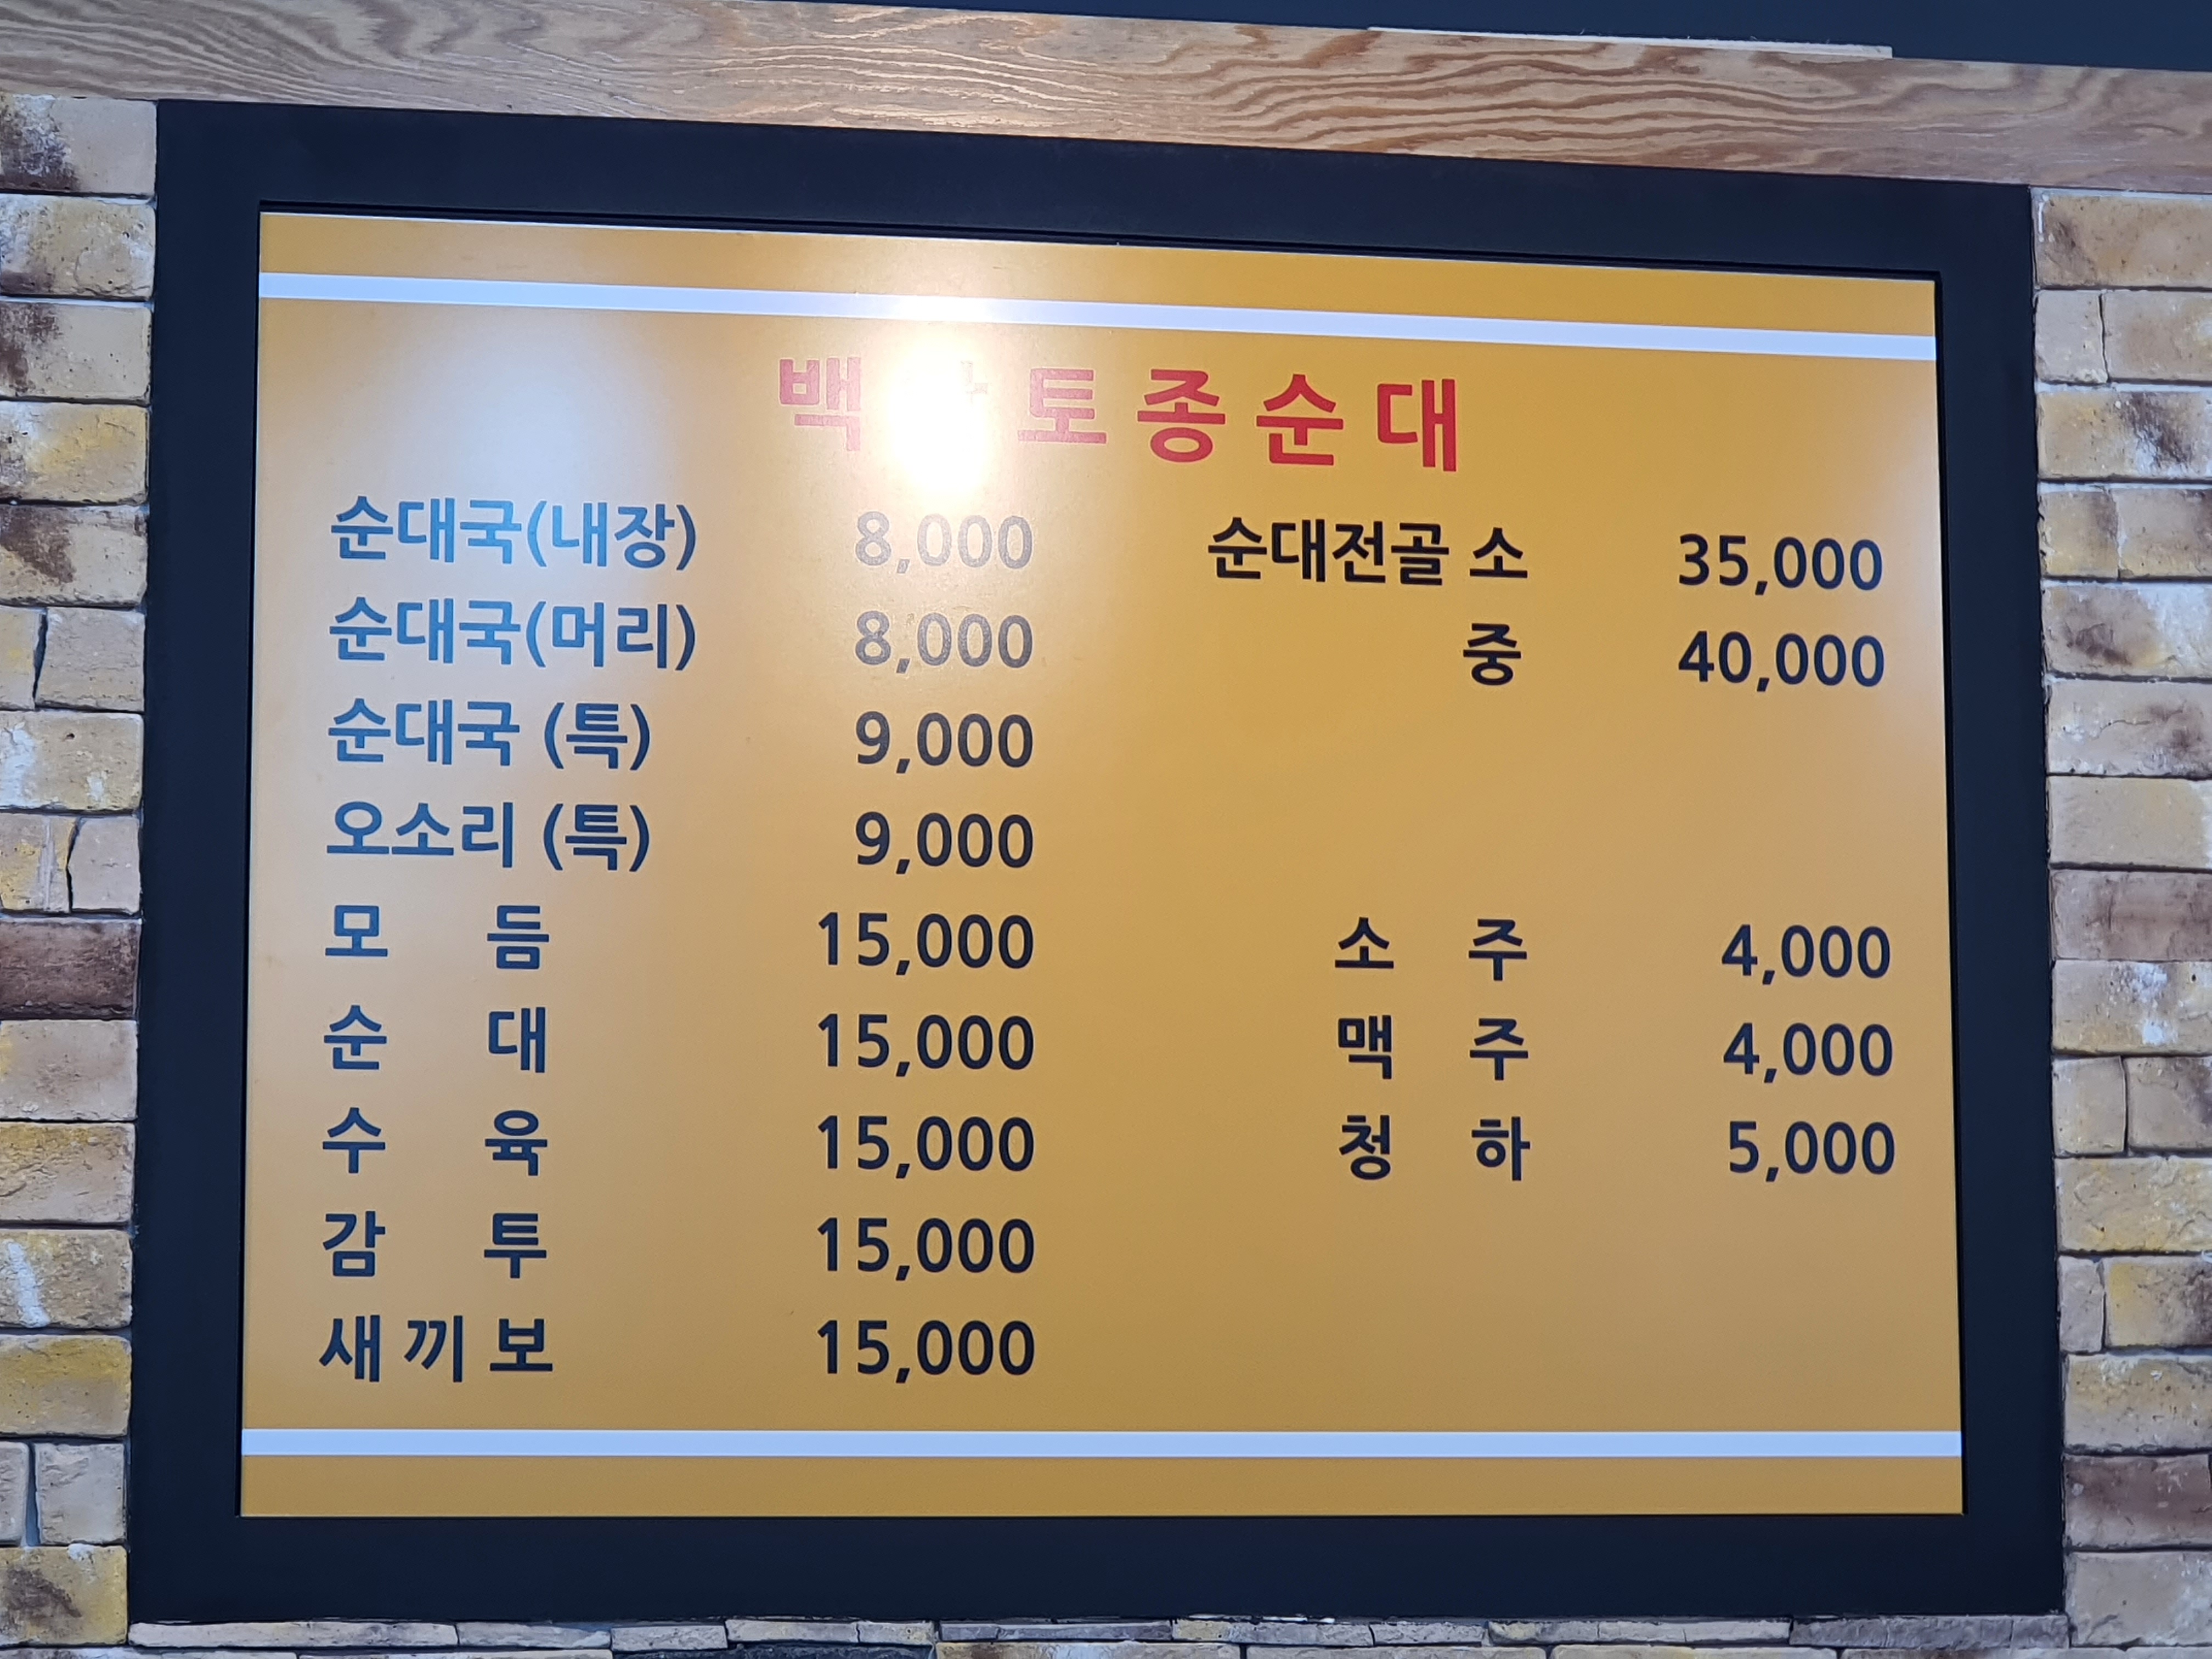 토종순대
순대국(내장) 8,000
순대국(머리) 8,000
순대국 (특) 9,000
오소리 (특) 9,000
모 듬 15,000
순 대 15,000
수 육 15,000
감 투 15,000
새끼보 15,000
순대전골 소 35,000
중 40,000
소 주 4,000
맥 주 4,000
청 하 5,000